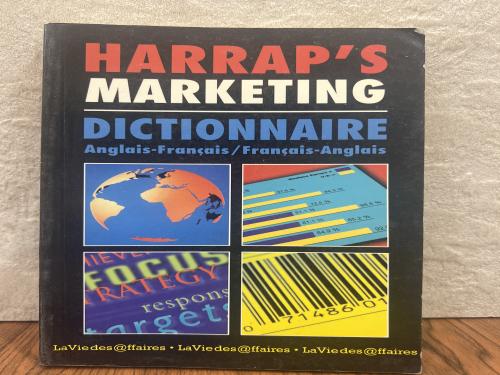 HARRAP'S
MARKETING
DICTIONNAIRE
Anglais-Français/Français-Anglais
FOCUS
STRATEGY
respons
targets
0 71486 01
LaViedes@ffaires • LaViedes@ffaires • LaViedes@ffaires